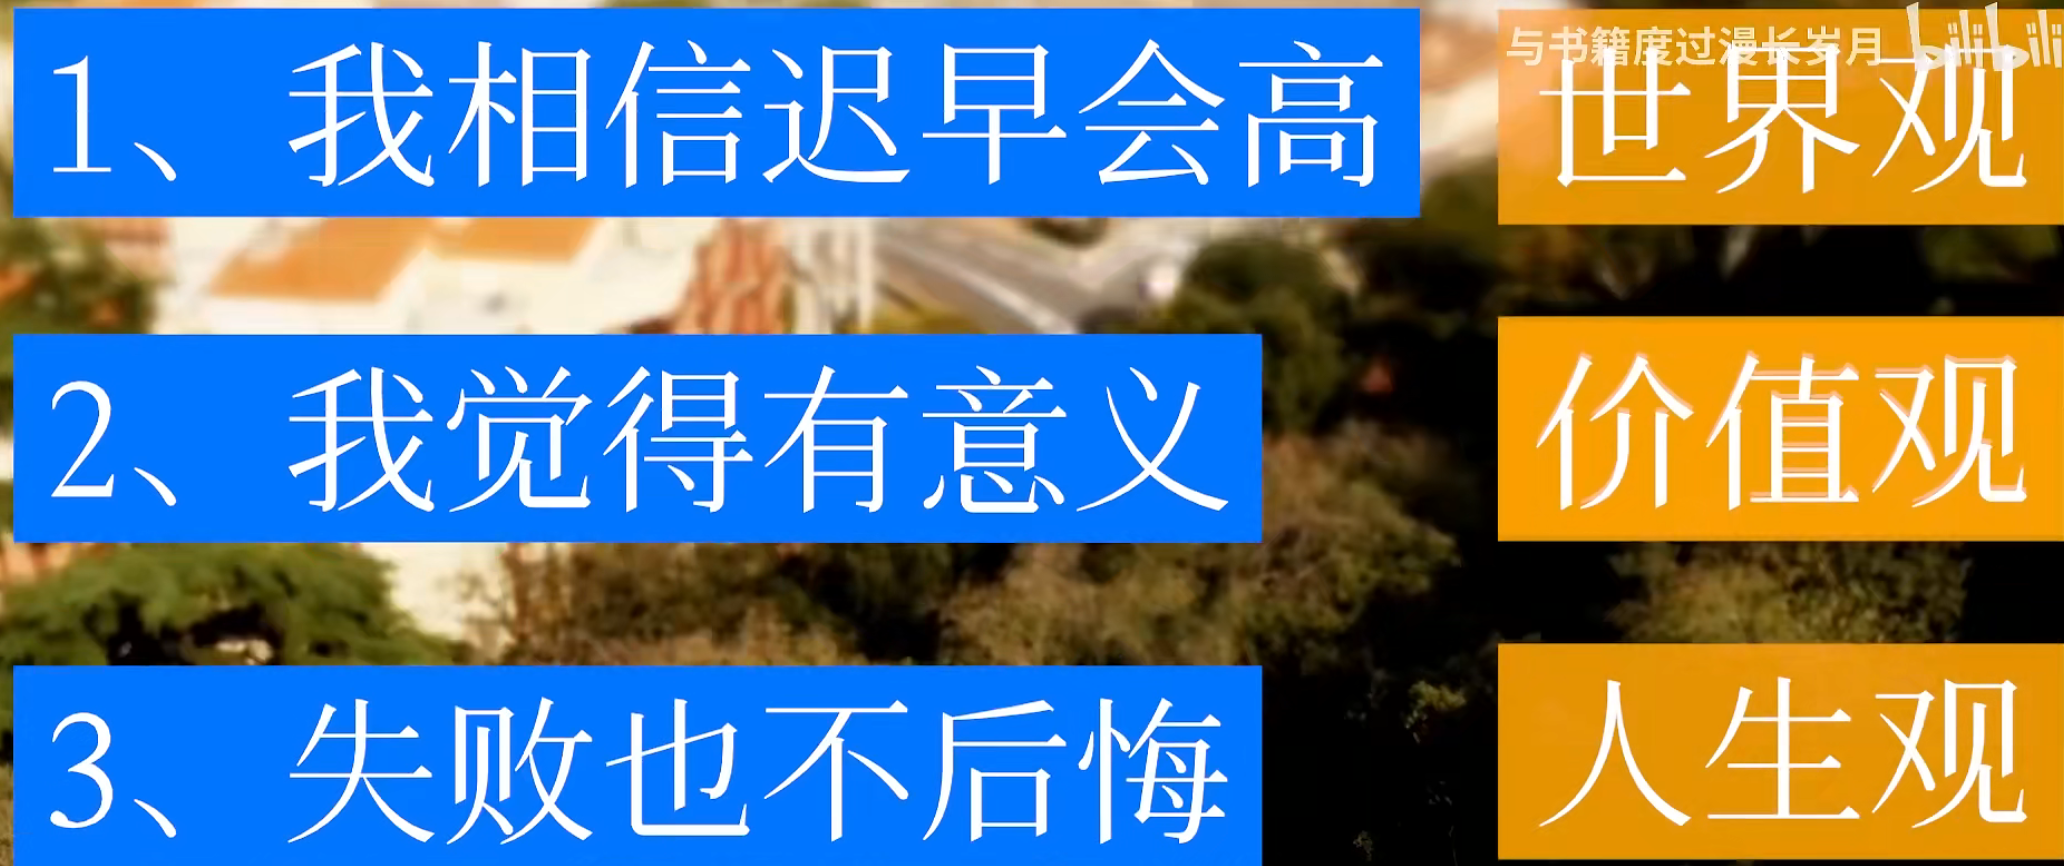 与书籍度过漫长岁月 bilibili
1、我相信迟早会高 世界观
2、我觉得有意义 价值观
3、失败也不后悔 人生观